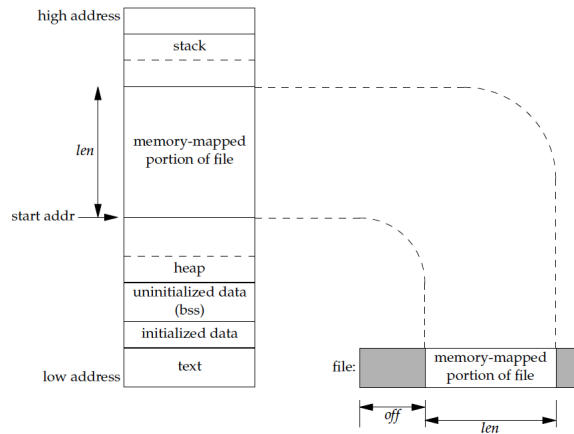 high address
stack
memory-mapped
portion of file
len
start addr
heap
uninitialized data
(bss)
initialized data
text
low address
file:
memory-mapped
portion of file
off
len